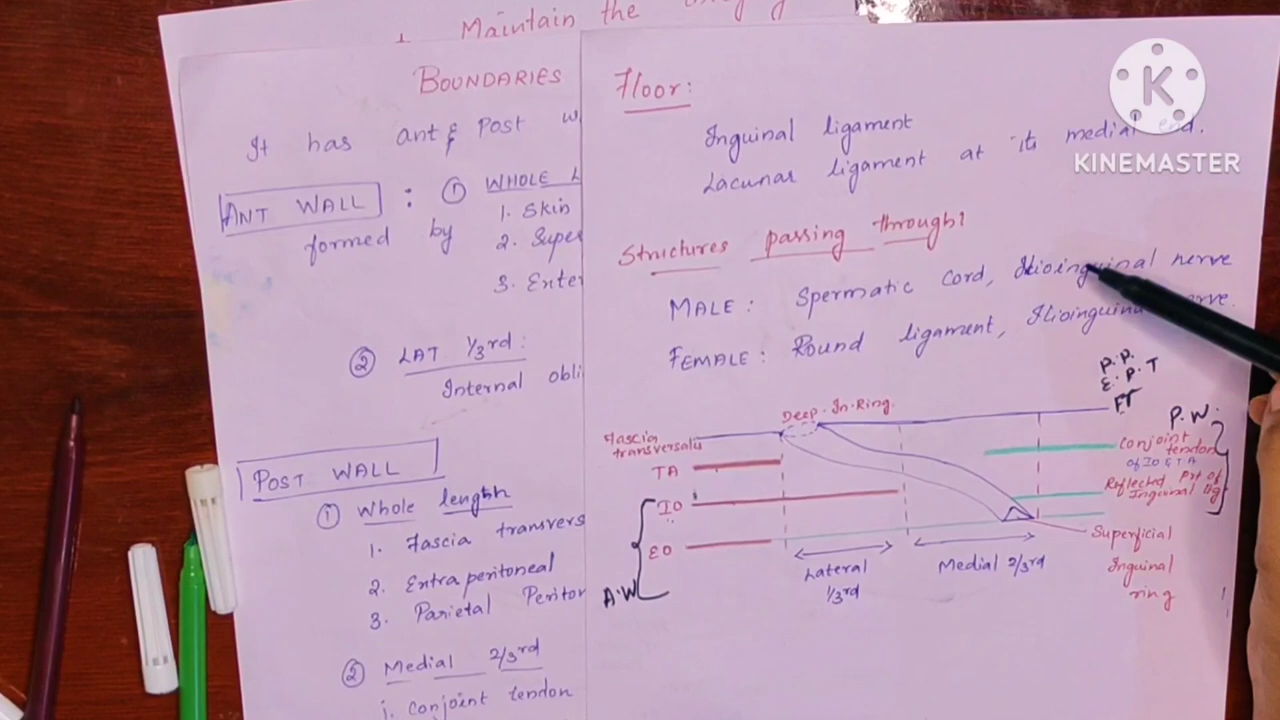 Maintain the
BOUNDARIES
It has ant & Post w
ANT WALL : ① WHOLE L
formed by 1. Skin
2. Super
3. Exter
② LAT 1/3rd :
Internal obli
POST WALL
① Whole length
1. Fascia transvers
2. Extra peritoneal
3. Parietal Peritor
② Medial 2/3rd
i. Conjoint tendon
Floor:
Inguinal ligament
Lacunar ligament at its medial end.
Structures passing through:
MALE : Spermatic Cord, Ilioinguinal nerve
FEMALE : Round ligament, Ilioinguinal nerve.
P.P.
E.P.T
FT
P.W.
Deep. In. Ring.
Fascia
transversalis
TA
IO
EO
A.W
Conjoint
tendon
of IO & TA
Reflected Prt of
Inguinal lig
Superficial
Inguinal
ring
Lateral
1/3rd
Medial 2/3rd
K
KINEMASTER